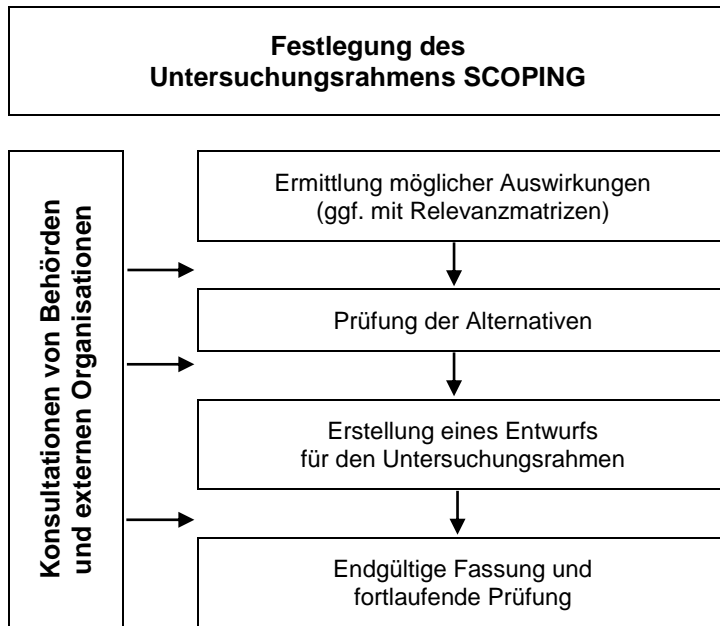 Festlegung des
Untersuchungsrahmens SCOPING
Konsultationen von Behörden
und externen Organisationen
Ermittlung möglicher Auswirkungen
(ggf. mit Relevanzmatrizen)
Prüfung der Alternativen
Erstellung eines Entwurfs
für den Untersuchungsrahmen
Endgültige Fassung und
fortlaufende Prüfung